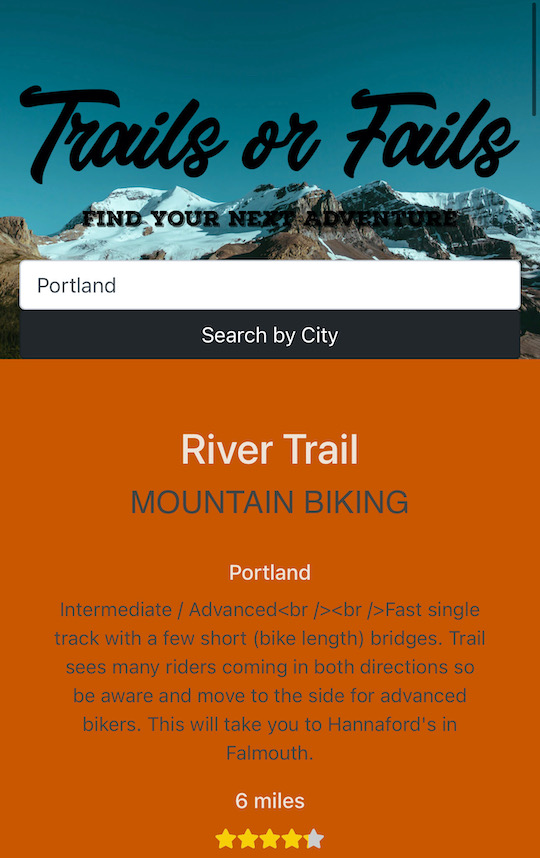 Trails or Fails
FIND YOUR NEXT ADVENTURE
Portland
Search by City
River Trail
MOUNTAIN BIKING
Portland
Intermediate / Advanced<br /><br />Fast single
track with a few short (bike length) bridges. Trail
sees many riders coming in both directions so
be aware and move to the side for advanced
bikers. This will take you to Hannaford's in
Falmouth.
6 miles